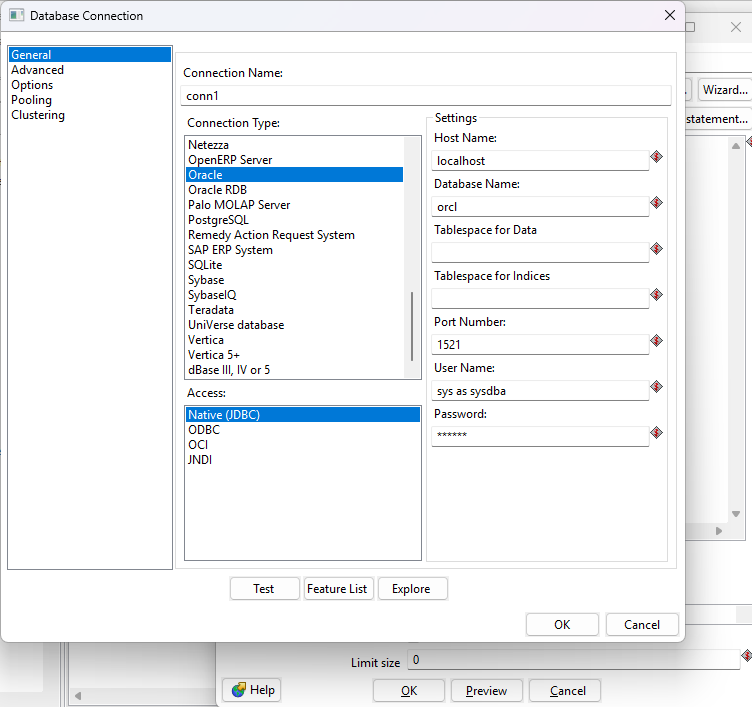 Database Connection
General
Advanced
Options
Pooling
Clustering
Connection Name:
conn1
Connection Type:
Netezza
OpenERP Server
Oracle
Oracle RDB
Palo MOLAP Server
PostgreSQL
Remedy Action Request System
SAP ERP System
SQLite
Sybase
SybaseIQ
Teradata
UniVerse database
Vertica
Vertica 5+
dBase III, IV or 5
Access:
Native (JDBC)
ODBC
OCI
JNDI
Settings
Host Name:
localhost
Database Name:
orcl
Tablespace for Data
Tablespace for Indices
Port Number:
1521
User Name:
sys as sysdba
Password:
******
Test
Feature List
Explore
OK
Cancel
Wizard...
statement...
Limit size
0
Help
OK
Preview
Cancel